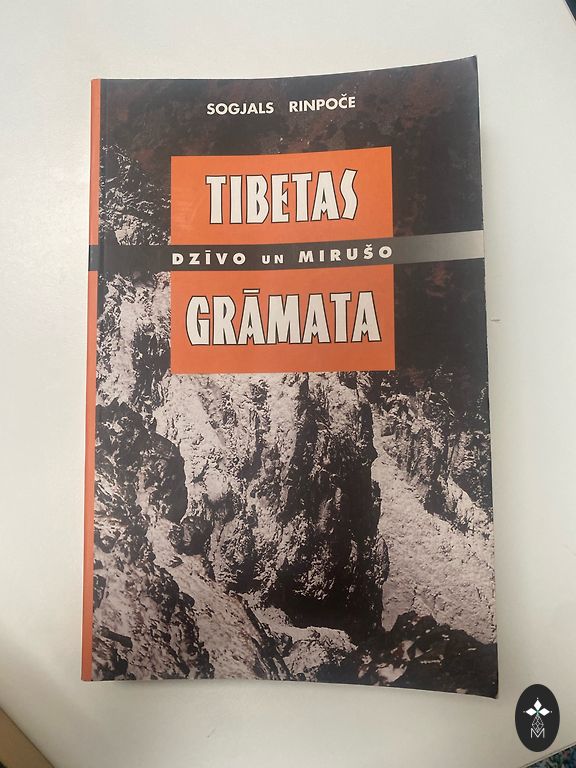 SOGJALS RINPOČE
TIBETAS
DZĪVO UN MIRUŠO
GRĀMATA
M